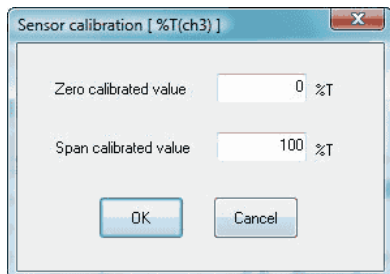 Sensor calibration [ %T(ch3) ]
Zero calibrated value 0 %T
Span calibrated value 100 %T
OK Cancel